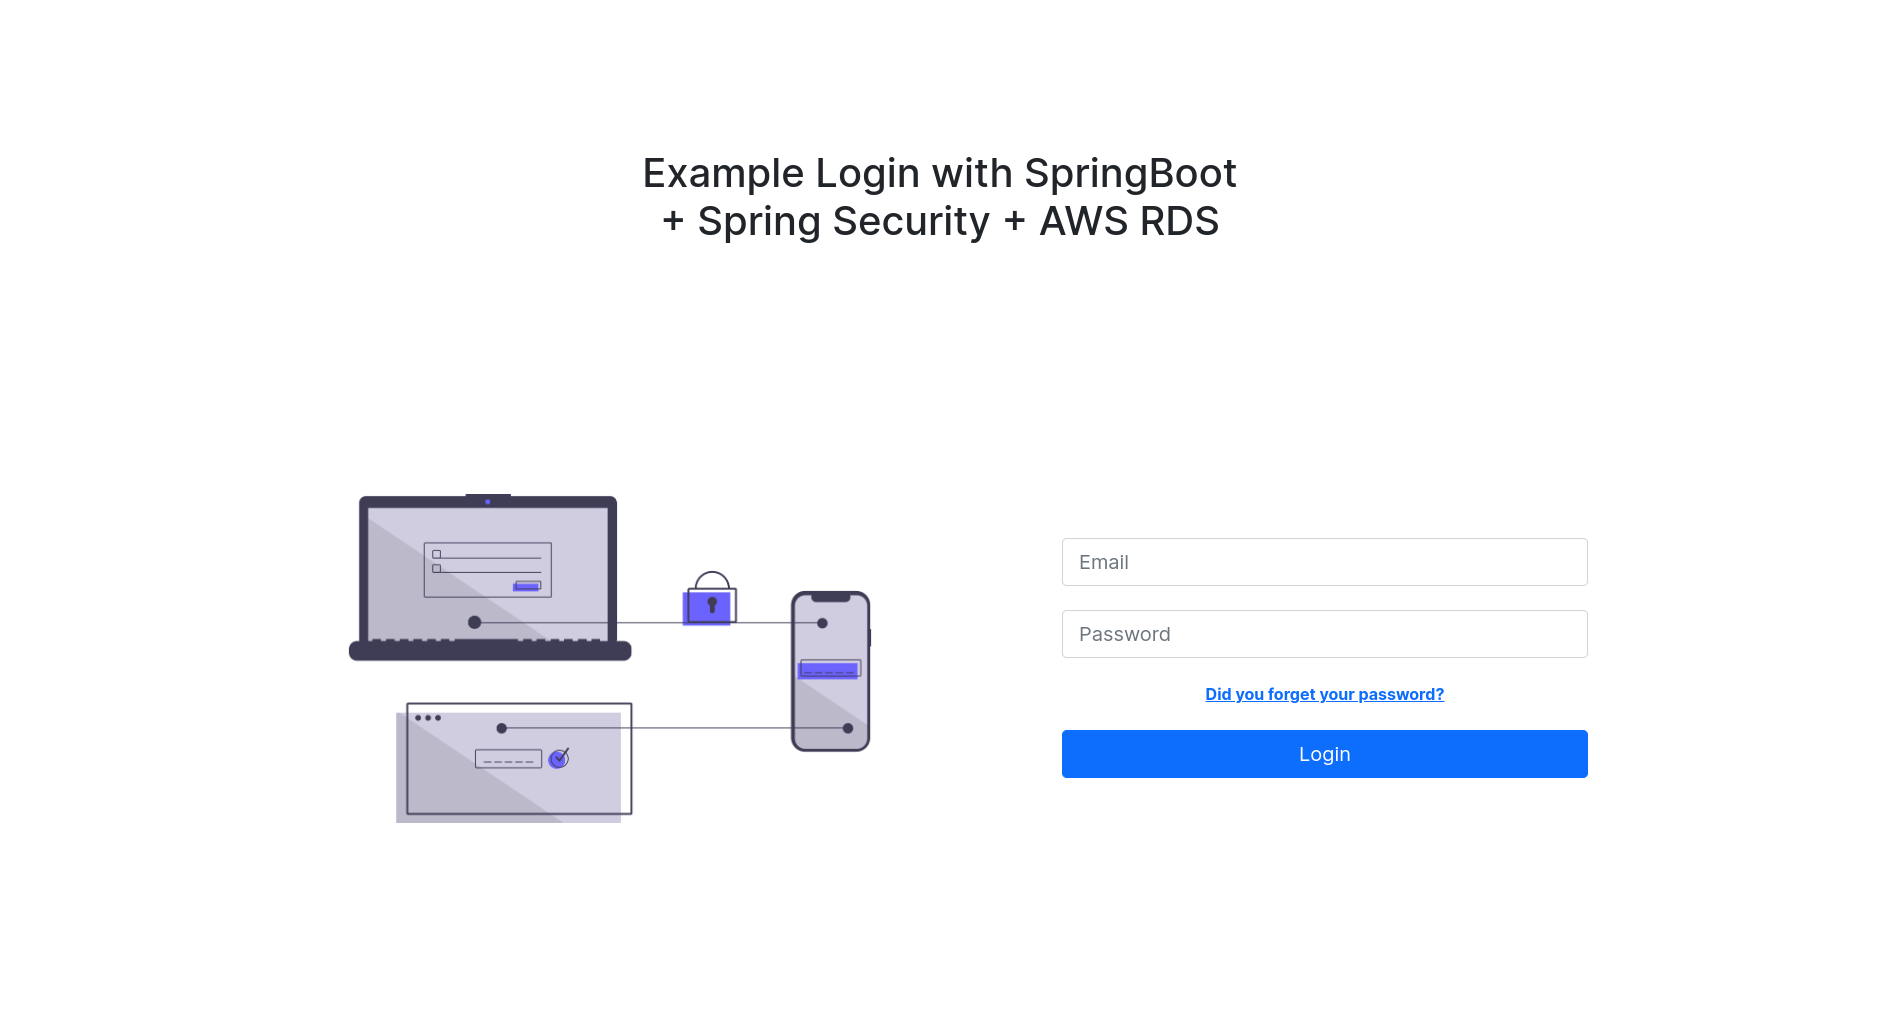 Example Login with SpringBoot
+ Spring Security + AWS RDS
Email
Password
Did you forget your password?
Login